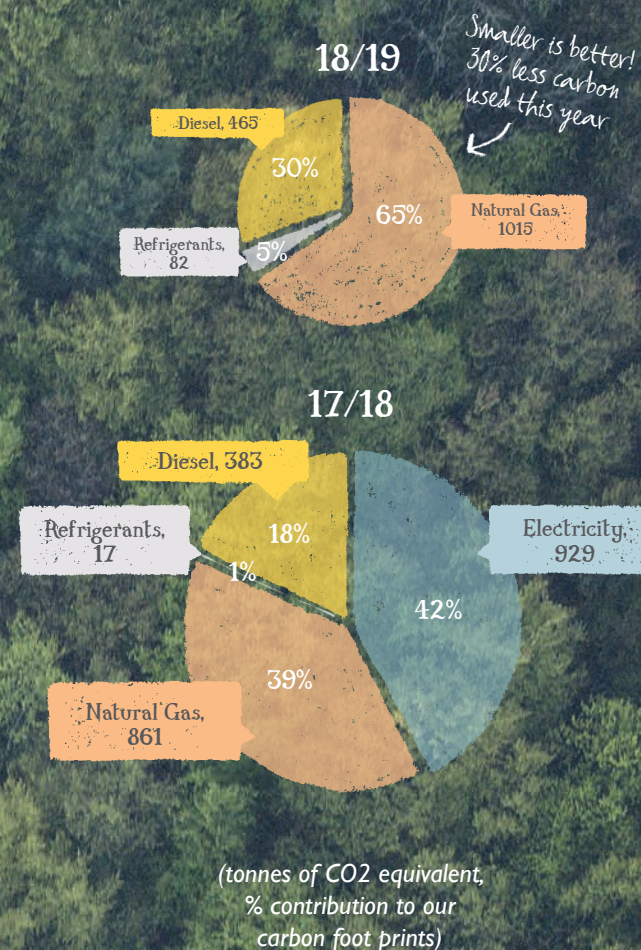 18/19
Smaller is better!
30% less carbon
used this year
Diesel, 465
30%
65%
Natural Gas,
1015
Refrigerants,
82
5%
17/18
Diesel, 383
Refrigerants,
17
18%
1%
Electricity,
929
42%
39%
Natural Gas,
861
(tonnes of CO2 equivalent,
% contribution to our
carbon foot prints)